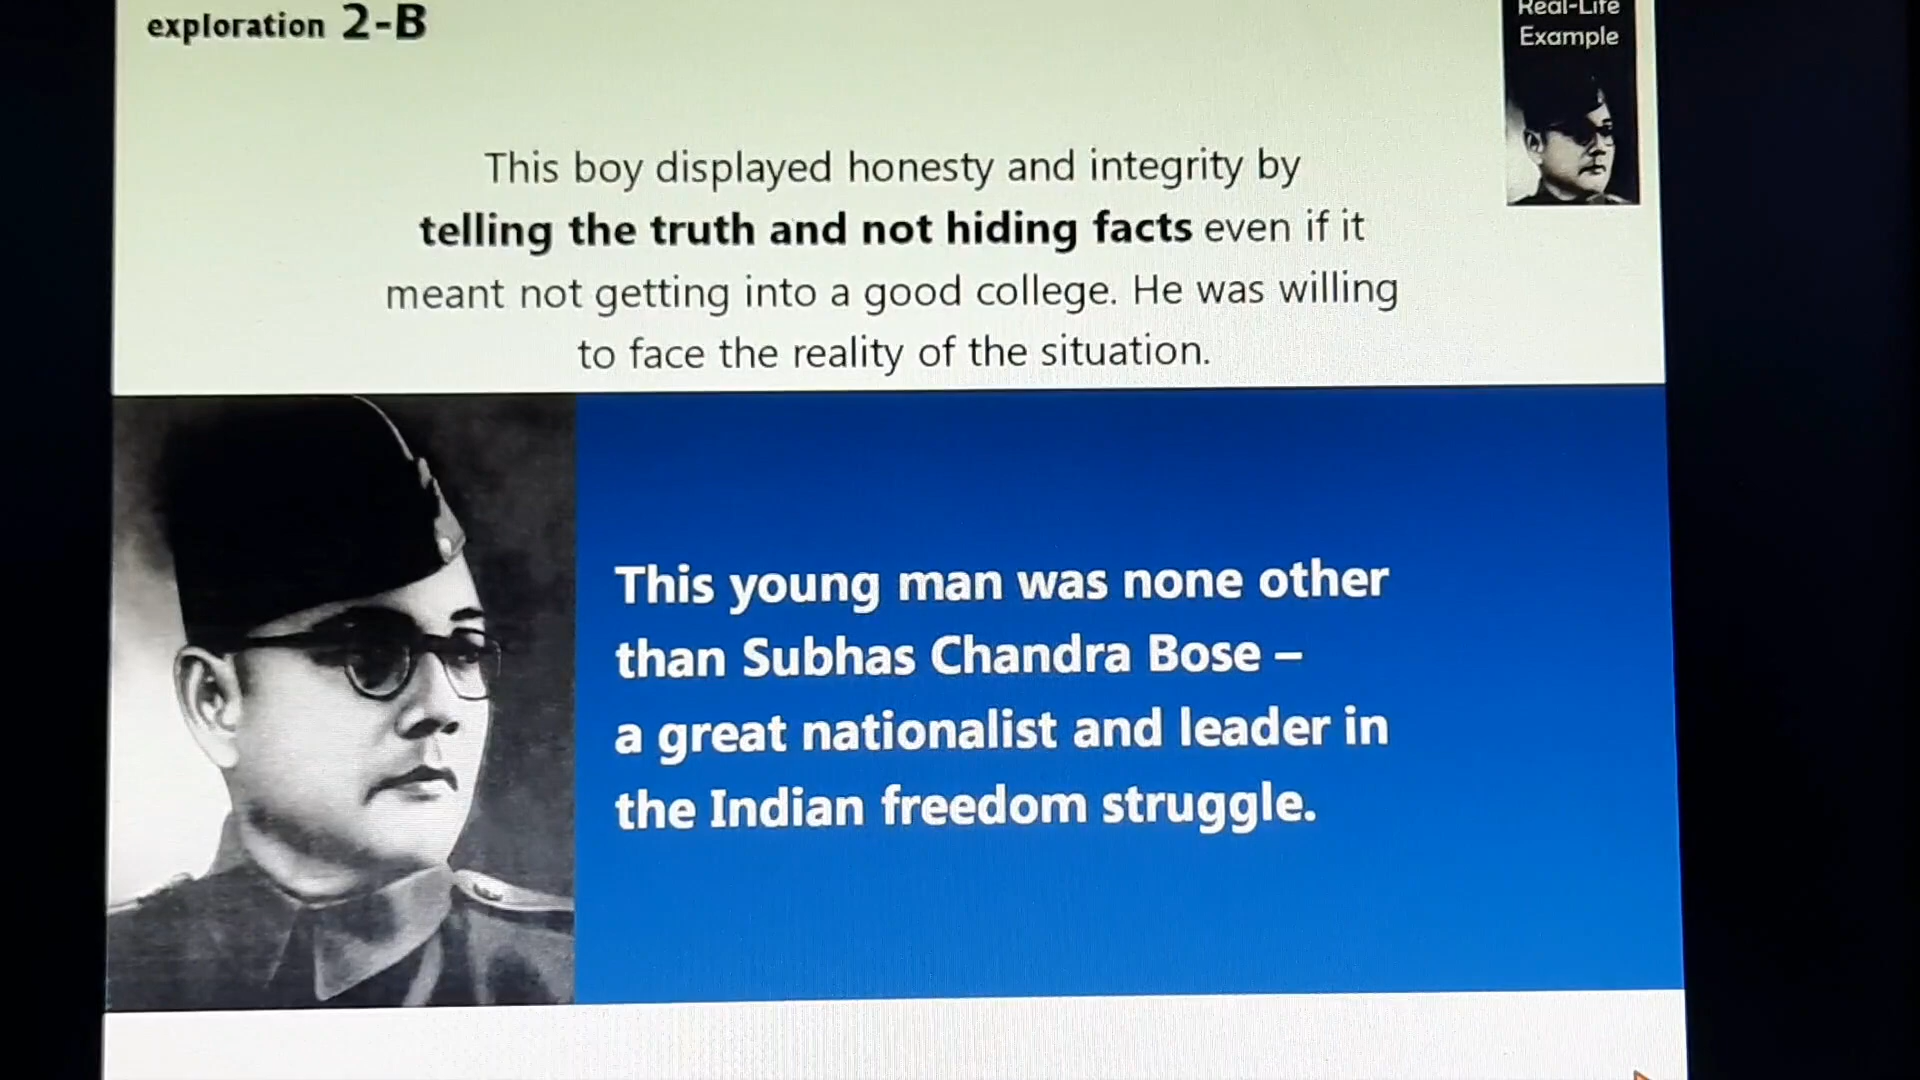 exploration 2-B
Real-Life
Example
This boy displayed honesty and integrity by
telling the truth and not hiding facts even if it
meant not getting into a good college. He was willing
to face the reality of the situation.
This young man was none other
than Subhas Chandra Bose –
a great nationalist and leader in
the Indian freedom struggle.